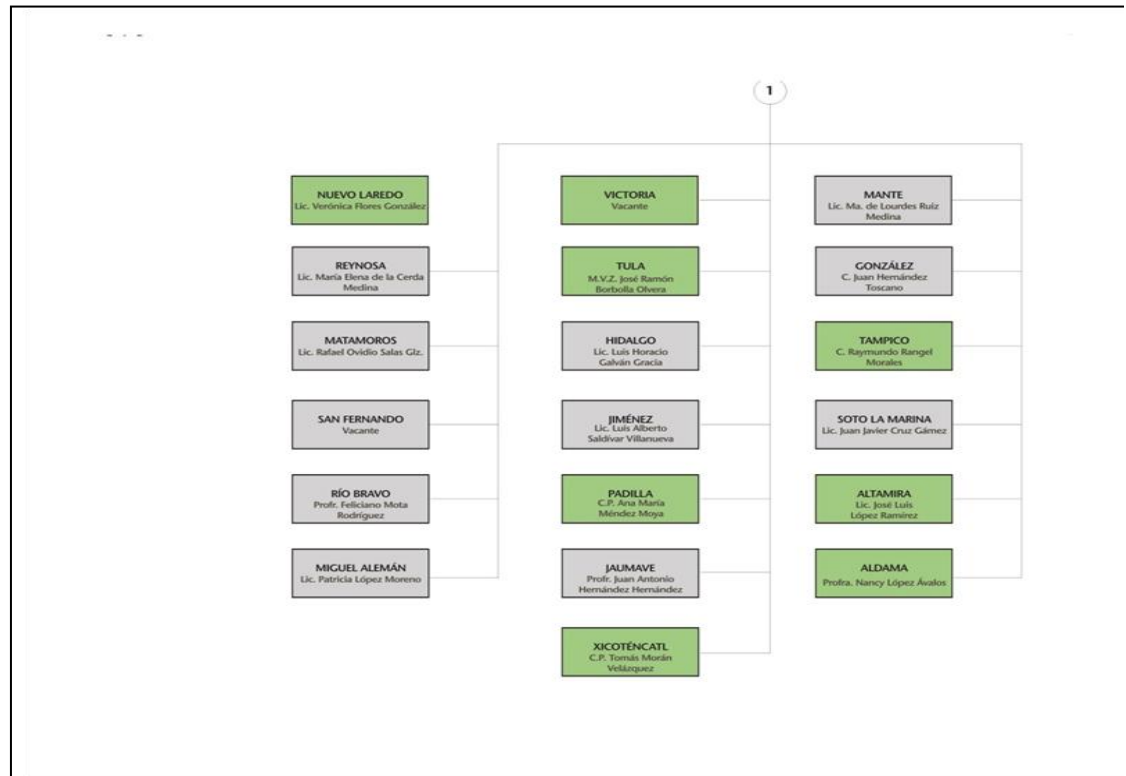 1
NUEVO LAREDO
Lic. Verónica Flores González
REYNOSA
Lic. María Elena de la Cerda
Medina
MATAMOROS
Lic. Rafael Ovidio Salas Glz.
SAN FERNANDO
Vacante
RÍO BRAVO
Profr. Feliciano Mota
Rodríguez
MIGUEL ALEMÁN
Lic. Patricia López Moreno
VICTORIA
Vacante
TULA
M.V.Z. José Ramón
Borbolla Olvera
HIDALGO
Lic. Luis Horacio
Galván Gracia
JIMÉNEZ
Lic. Luis Alberto
Saldívar Villanueva
PADILLA
C.P. Ana María
Méndez Moya
JAUMAVE
Profr. Juan Antonio
Hernández Hernández
XICOTÉNCATL
C.P. Tomás Morán
Velázquez
MANTE
Lic. Ma. de Lourdes Ruiz
Medina
GONZÁLEZ
C. Juan Hernández
Toscano
TAMPICO
C. Raymundo Rangel
Morales
SOTO LA MARINA
Lic. Juan Javier Cruz Gámez
ALTAMIRA
Lic. José Luis
López Ramírez
ALDAMA
Profra. Nancy López Ávalos